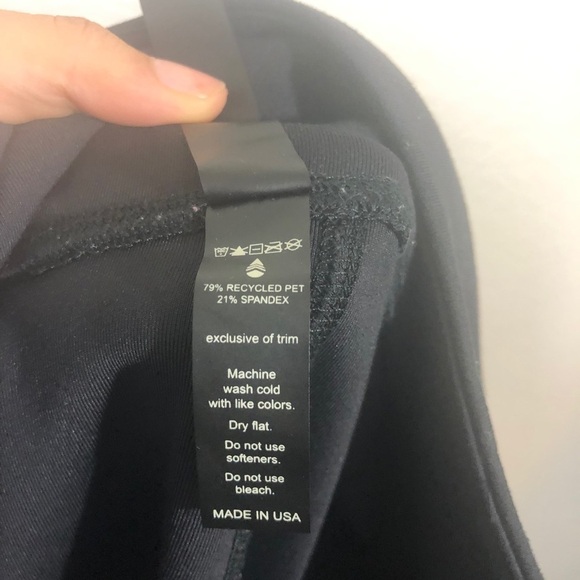 79% RECYCLED PET
21% SPANDEX
exclusive of trim
Machine
wash cold
with like colors.
Dry flat.
Do not use
softeners.
Do not use
bleach.
MADE IN USA